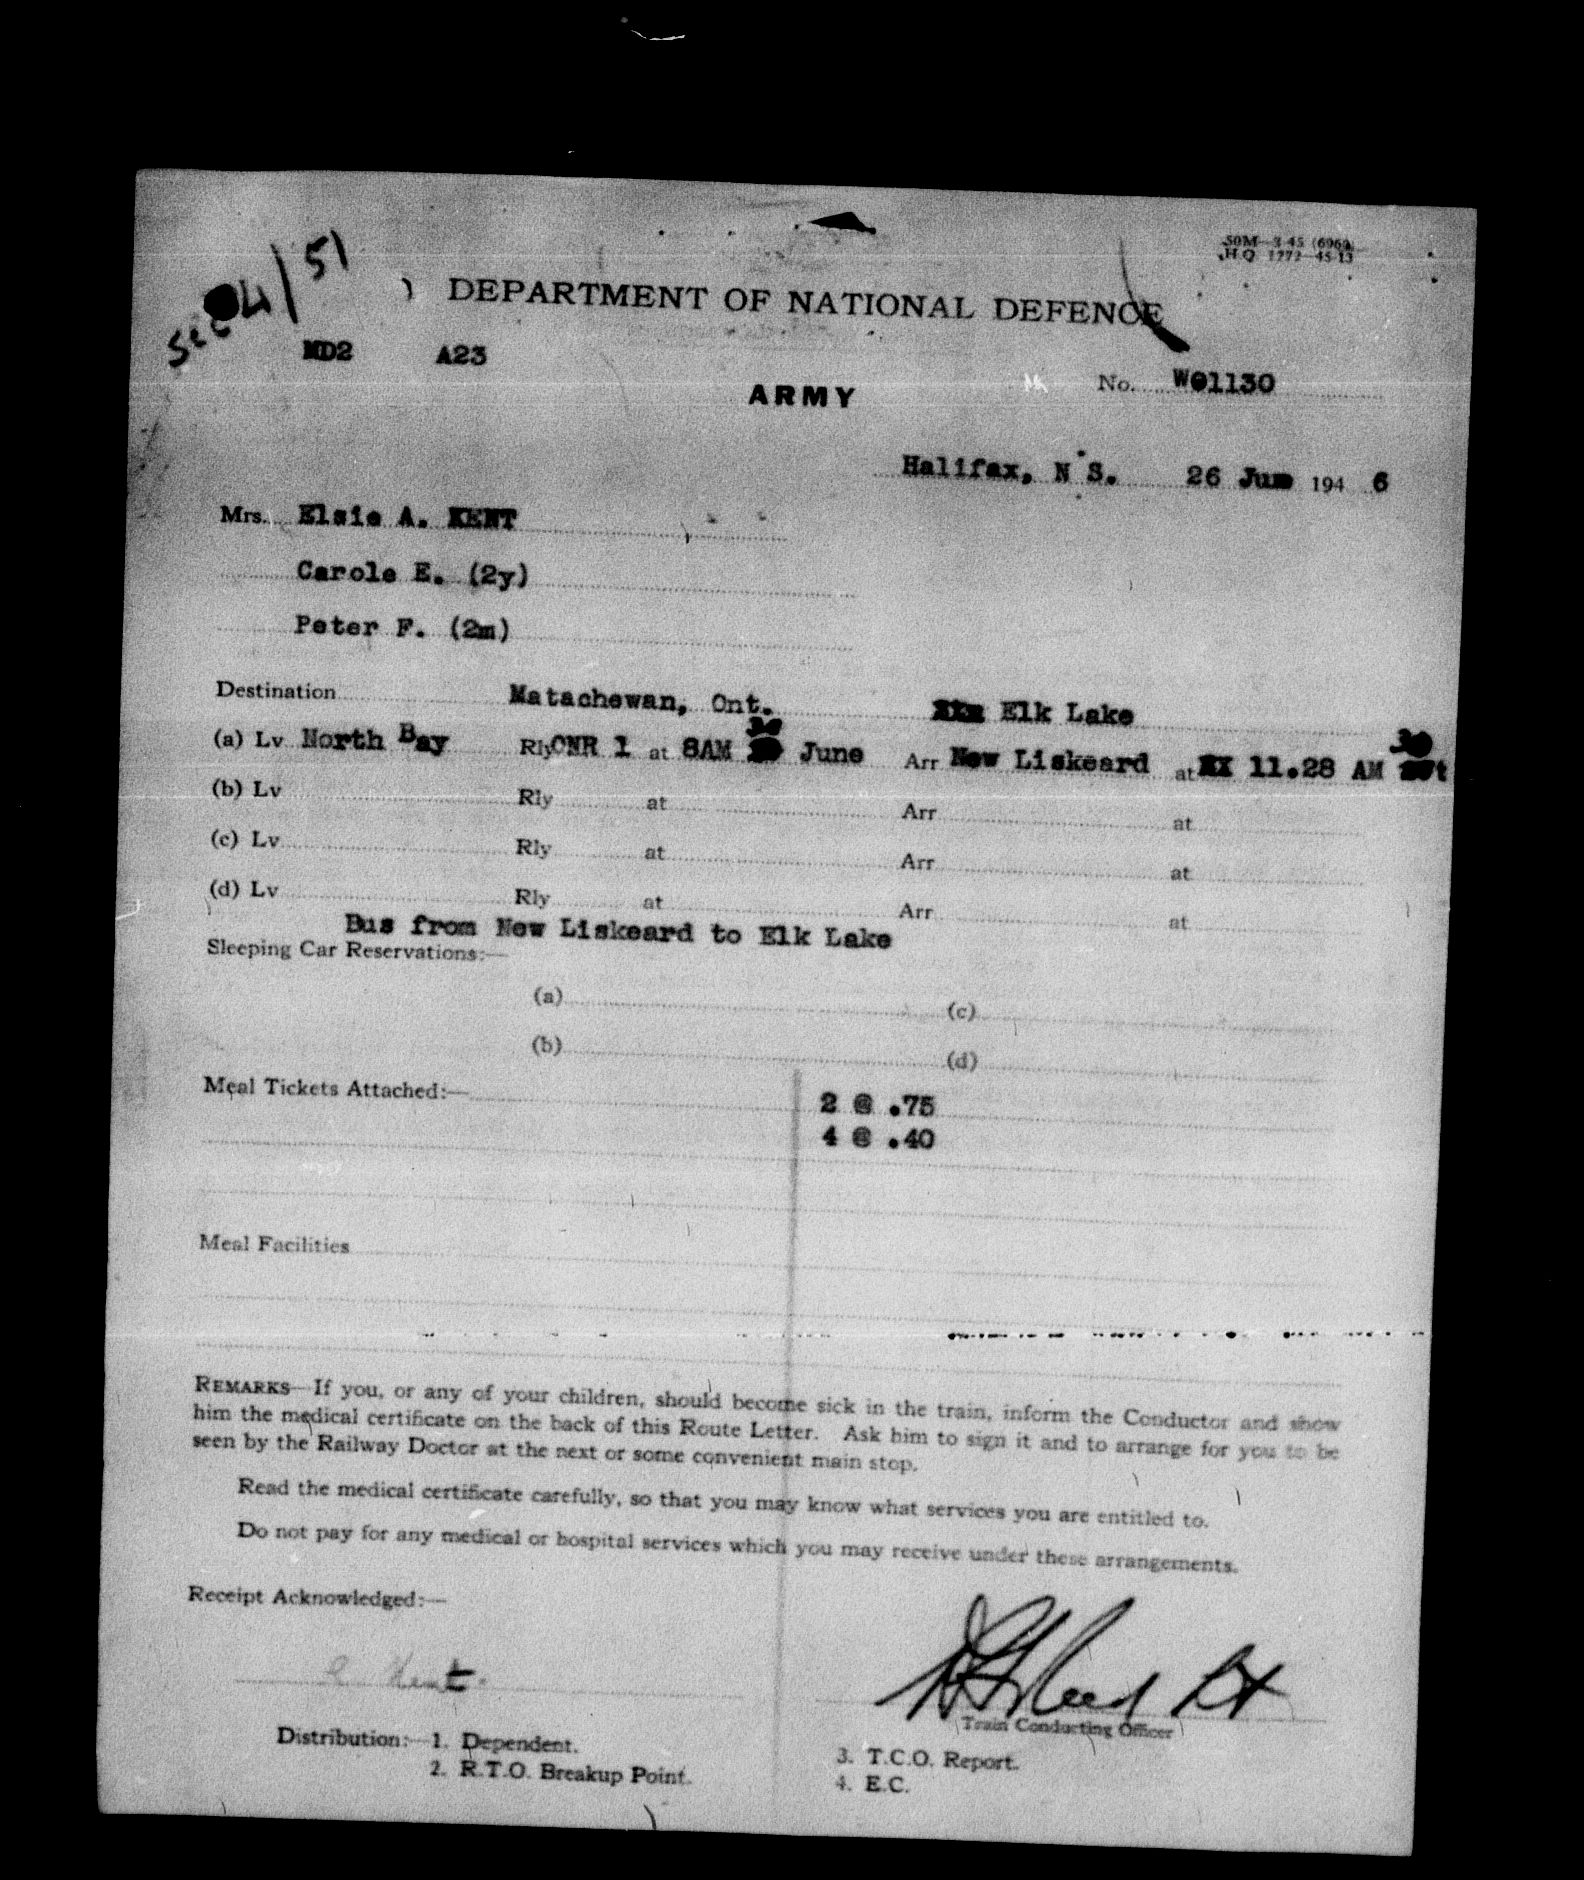 50M—3-45 (6960)
H.Q. 1772-45-13
Sec 4/51
DEPARTMENT OF NATIONAL DEFENCE
MD2 A23
ARMY
No. W01130
Halifax, N.S. 26 June 194 6
Mrs. Elsie A. KENT
Carole E. (2y)
Peter F. (2m)
Destination Matachewan, Ont. Elk Lake
(a) Lv North Bay Rly ONR 1 at 8AM 30 June Arr New Liskeard at 11.28 AM 30
(b) Lv Rly at Arr at
(c) Lv Rly at Arr at
(d) Lv Rly at Arr at
Bus from New Liskeard to Elk Lake
Sleeping Car Reservations:—
(a) (c)
(b) (d)
Meal Tickets Attached:— 2 @ .75
4 @ .40
Meal Facilities
REMARKS—If you, or any of your children, should become sick in the train, inform the Conductor and show
him the medical certificate on the back of this Route Letter. Ask him to sign it and to arrange for you to be
seen by the Railway Doctor at the next or some convenient main stop.
Read the medical certificate carefully, so that you may know what services you are entitled to.
Do not pay for any medical or hospital services which you may receive under these arrangements.
Receipt Acknowledged:—
E Kent.
Train Conducting Officer
Distribution:—1. Dependent. 3. T.C.O. Report.
2. R.T.O. Breakup Point. 4. E.C.